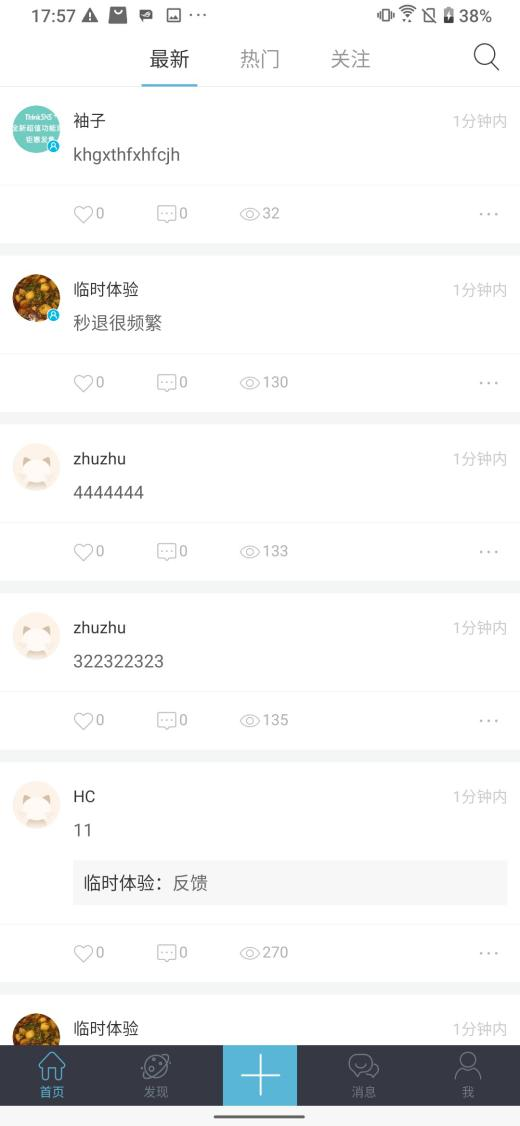 17:57
38%
最新 热门 关注
ThinkSNS
袖子 1分钟内
khgxthfxhfcjh
0 0 32
临时体验 1分钟内
秒退很频繁
0 0 130
zhuzhu 1分钟内
4444444
0 0 133
zhuzhu 1分钟内
322322323
0 0 135
HC 1分钟内
11
临时体验：反馈
0 0 270
临时体验 1分钟内
首页 发现 消息 我